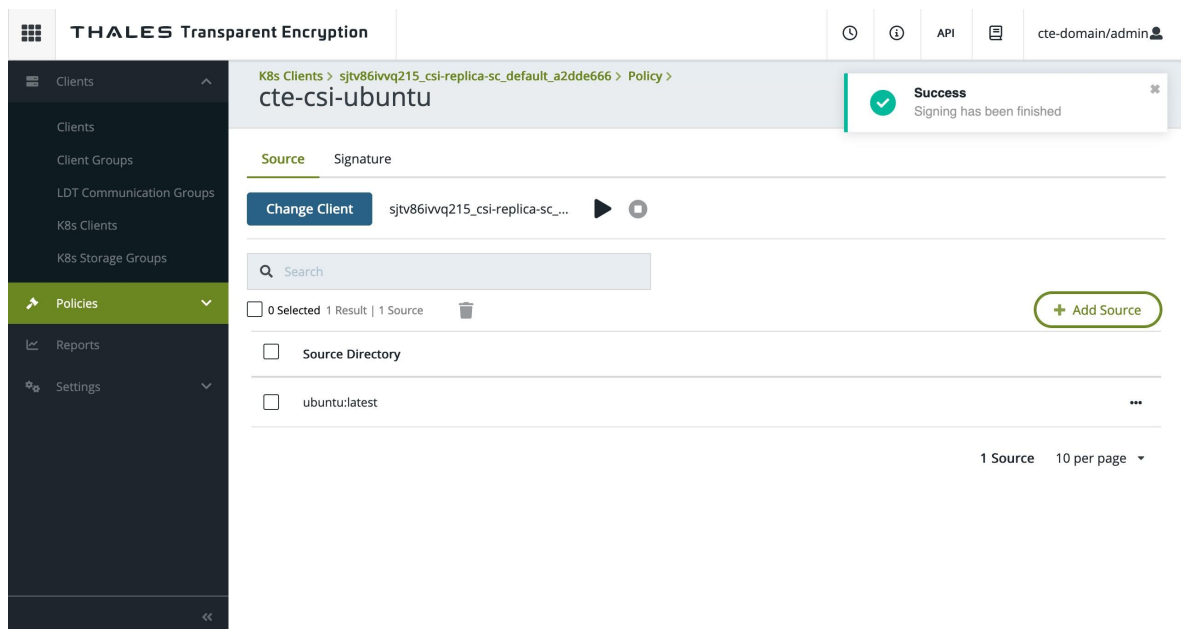 THALES Transparent Encryption
API
cte-domain/admin
Clients
Clients
Client Groups
LDT Communication Groups
K8s Clients
K8s Storage Groups
Policies
Reports
Settings
K8s Clients > sjtv86ivvq215_csi-replica-sc_default_a2dde666 > Policy >
cte-csi-ubuntu
Success
Signing has been finished
Source Signature
Change Client sjtv86ivvq215_csi-replica-sc_...
Search
0 Selected 1 Result | 1 Source
+ Add Source
Source Directory
ubuntu:latest
1 Source 10 per page